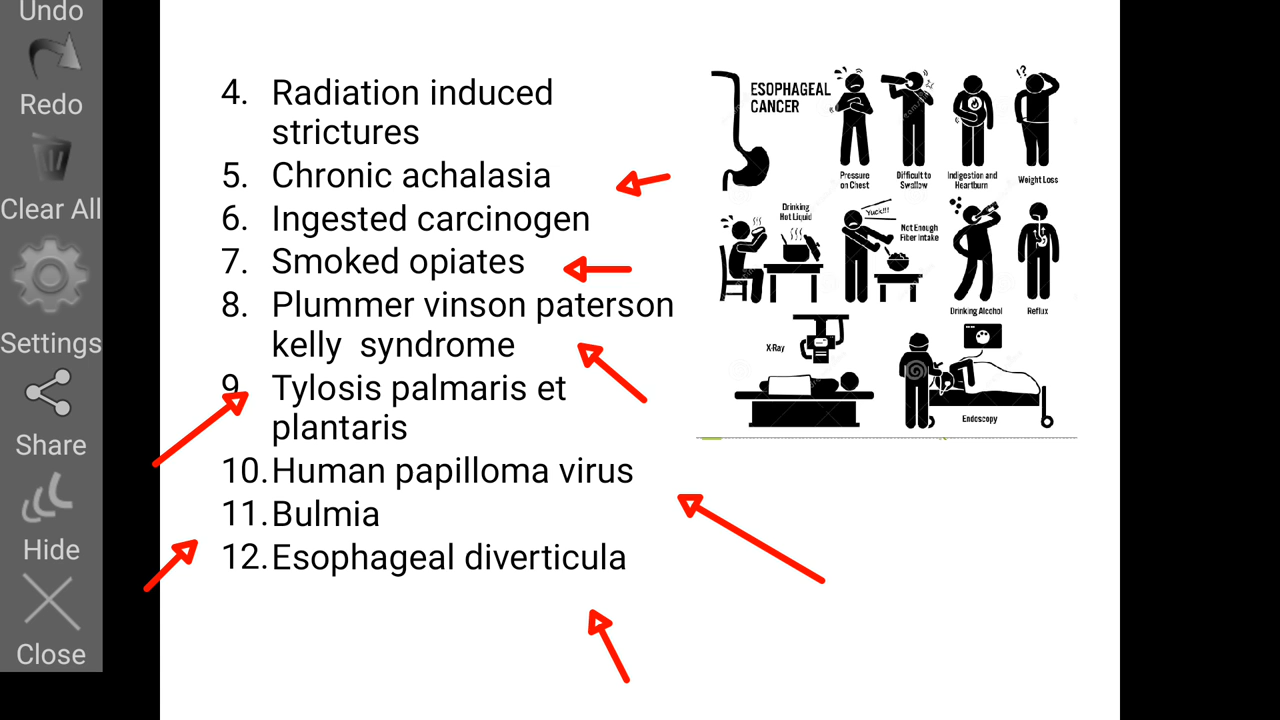 Undo
Redo
Clear All
Settings
Share
Hide
Close
4. Radiation induced
strictures
5. Chronic achalasia
6. Ingested carcinogen
7. Smoked opiates
8. Plummer vinson paterson
kelly syndrome
9. Tylosis palmaris et
plantaris
10. Human papilloma virus
11. Bulmia
12. Esophageal diverticula
ESOPHAGEAL
CANCER
!?
Pressure
on Chest
Difficult to
Swallow
Indigestion and
Heartburn
Weight Loss
Drinking
Hot Liquid
Yuck!!!
Not Enough
Fiber Intake
Drinking Alcohol
Reflux
X-Ray
Endoscopy